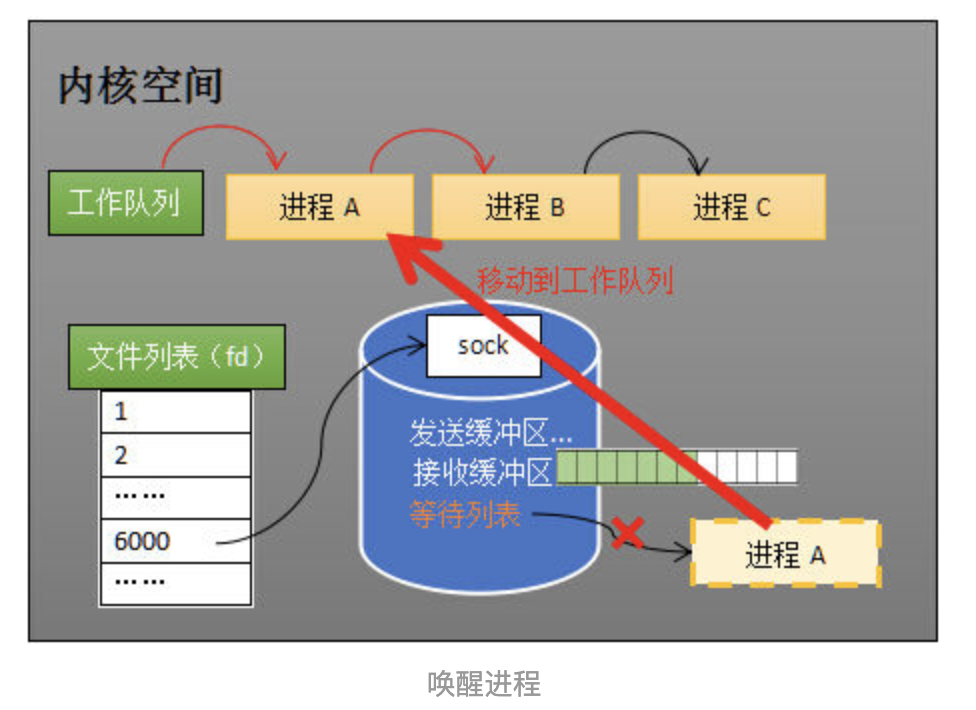 内核空间
工作队列
进程 A
进程 B
进程 C
移动到工作队列
文件列表（fd）
1
2
……
6000
……
sock
发送缓冲区...
接收缓冲区
等待列表
进程 A
唤醒进程